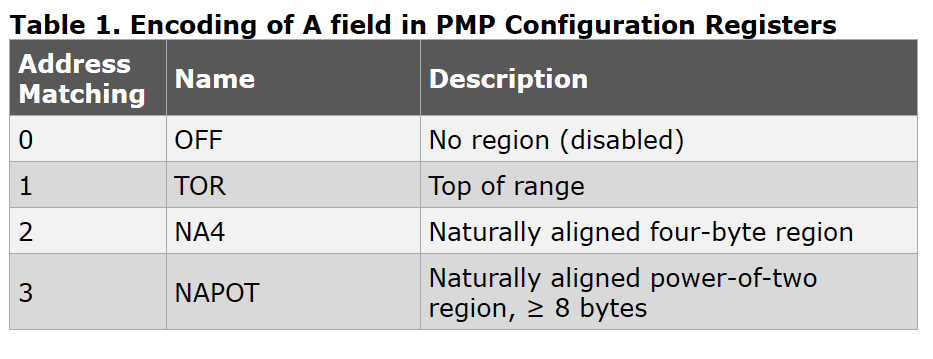 Table 1. Encoding of A field in PMP Configuration Registers
Address Matching Name Description
0 OFF No region (disabled)
1 TOR Top of range
2 NA4 Naturally aligned four-byte region
3 NAPOT Naturally aligned power-of-two
region, ≥ 8 bytes